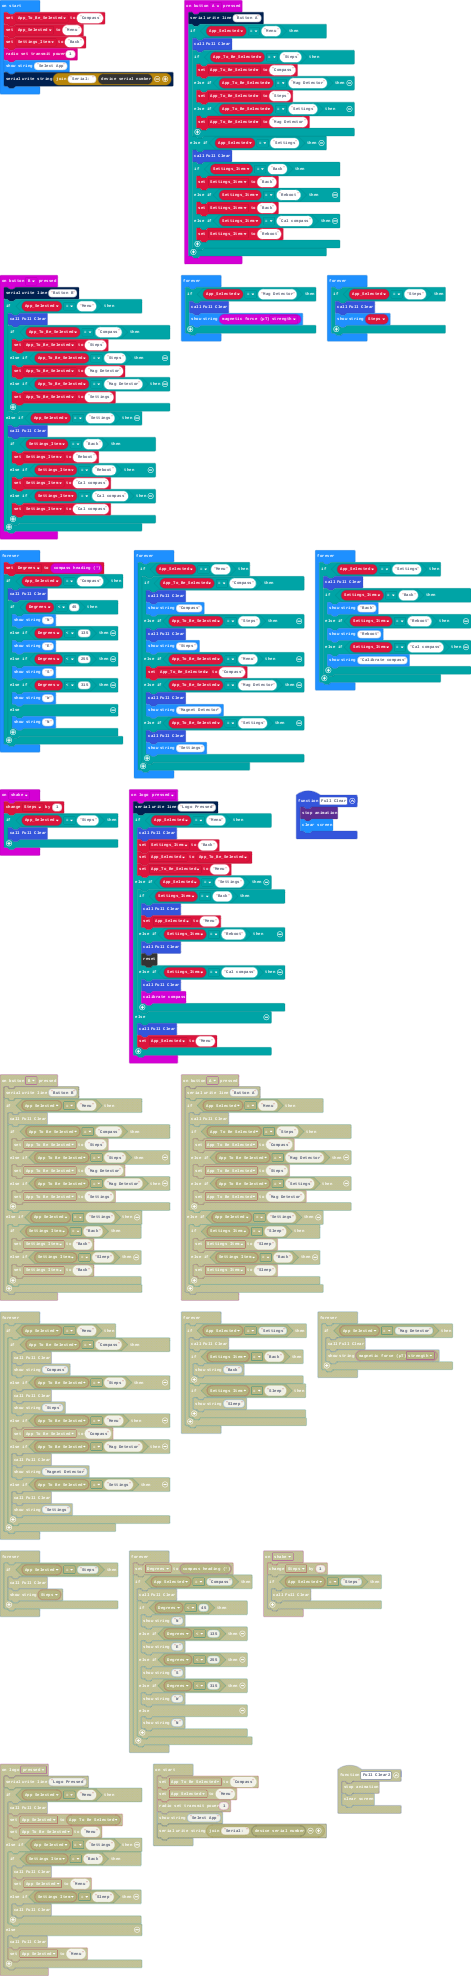 on start
set App_To_Be_Selected to Compass
set App_Selected to Menu
set Settings_Item to Back
radio set transmit power 1
show string Select App
serial write string join Serial: device serial number
on button A pressed
serial write line Button A
if App_Selected = Menu then
call Full Clear
if App_To_Be_Selected = Steps then
set App_To_Be_Selected to Compass
else if App_To_Be_Selected = Mag Detector then
set App_To_Be_Selected to Steps
else if App_To_Be_Selected = Settings then
set App_To_Be_Selected to Mag Detector
else if App_Selected = Settings then
call Full Clear
if Settings_Item = Back then
set Settings_Item to Back
else if Settings_Item = Reboot then
set Settings_Item to Back
else if Settings_Item = Cal compass then
set Settings_Item to Reboot
on button B pressed
serial write line Button B
if App_Selected = Menu then
call Full Clear
if App_To_Be_Selected = Compass then
set App_To_Be_Selected to Steps
else if App_To_Be_Selected = Steps then
set App_To_Be_Selected to Mag Detector
else if App_To_Be_Selected = Mag Detector then
set App_To_Be_Selected to Settings
else if App_Selected = Settings then
call Full Clear
if Settings_Item = Back then
set Settings_Item to Reboot
else if Settings_Item = Reboot then
set Settings_Item to Cal compass
else if Settings_Item = Cal compass then
set Settings_Item to Cal compass
forever
if App_Selected = Mag Detector then
call Full Clear
show string magnetic force (µT) strength
forever
if App_Selected = Steps then
call Full Clear
show string Steps
forever
set Degrees to compass heading (°)
if App_Selected = Compass then
call Full Clear
if Degrees < 45 then
show string N
else if Degrees < 135 then
show string E
else if Degrees < then
show string S
else if Degrees < 315 then
show string
else
show string N
forever
if App_Selected = Menu then
if App_To_Be_Selected = Compass then
call Full Clear
show string Compass
else if App_To_Be_Selected = Steps then
call Full Clear
show string Steps
else if App_To_Be_Selected = Menu then
set App_To_Be_Selected to Compass
else if App_To_Be_Selected = Mag Detector then
call Full Clear
show string Magnet Detector
else if App_To_Be_Selected = Settings then
call Full Clear
show string Settings
forever
if App_Selected = Settings then
call Full Clear
if Settings_Item = Back then
show string Back
else if Settings_Item = Reboot then
show string Reboot
else if Settings_Item = Cal compass then
show string Calibrate compass
on shake
change Steps by 1
if App_Selected = Steps then
call Full Clear
on logo pressed
serial write line Logo Pressed
if App_Selected = Menu then
call Full Clear
set Settings_Item to Back
set App_Selected to App_To_Be_Selected
set App_Selected to Menu
else if App_Selected = Settings then
if Settings_Item = Back then
call Full Clear
set App_Selected to Menu
else if Settings_Item = Reboot then
call Full Clear
reset
else if Settings_Item = Cal compass then
call Full Clear
calibrate compass
else
call Full Clear
set App_Selected to Menu
function Full Clear
stop animation
clear screen
on button B pressed
serial write line Button B
if App Selected = Menu then
call Full Clear
if App To Be Selected = Compass then
set App To Be Selected to Steps
else if App To Be Selected = Steps then
set App To Be Selected to Mag Detector
else if App To Be Selected = Mag Detector then
set App To Be Selected to Settings
else if App Selected = Settings then
if Settings Item = Back then
set Settings Item to Back
else if Settings Item = Sleep then
set Settings Item to Back
on button A pressed
serial write line Button A
if App Selected = Menu then
call Full Clear
if App To Be Selected = Steps then
set App To Be Selected to Compass
else if App To Be Selected = Mag Detector then
set App To Be Selected to Steps
else if App To Be Selected = Settings then
set App To Be Selected to Mag Detector
else if App Selected = Settings then
if Settings Item = Sleep then
set Settings Item to Sleep
else if Settings Item = Back then
set Settings Item to Sleep
forever
if App Selected = Menu then
if App To Be Selected = Compass then
call Full Clear
show string Compass
else if App To Be Selected = Steps then
call Full Clear
show string Steps
else if App To Be Selected = Menu then
set App To Be Selected to Compass
else if App To Be Selected = Mag Detector then
call Full Clear
show string Magnet Detector
else if App To Be Selected = Settings then
call Full Clear
show string Settings
forever
if App Selected = Settings then
call Full Clear
if Settings Item = Back then
show string Back
if Settings Item = Sleep then
show string Sleep
forever
if App Selected = Mag Detector then
call Full Clear
show string magnetic force (µT) strength
forever
if App Selected = Steps then
call Full Clear
show string Steps
forever
set Degrees to compass heading (°)
if App Selected = Compass then
call Full Clear
if Degrees < 45 then
show string N
else if Degrees < 135 then
show string E
else if Degrees < then
show string S
else if Degrees < 315 then
show string
else
show string N
on shake
change Steps by 1
if App Selected = Steps then
call Full Clear
on logo pressed
serial write line Logo Pressed
if App Selected = Menu then
call Full Clear
set App Selected to App To Be Selected
set App To Be Selected to Menu
else if App Selected = Settings then
if Settings Item = Back then
call Full Clear
set App Selected to Menu
else if Settings Item = Sleep then
call Full Clear
else
call Full Clear
set App Selected to Menu
on start
set App To Be Selected to Compass
set App Selected to Menu
radio set transmit power 1
show string Select App
serial write string join Serial: device serial number
function Full Clear2
stop animation
clear screen